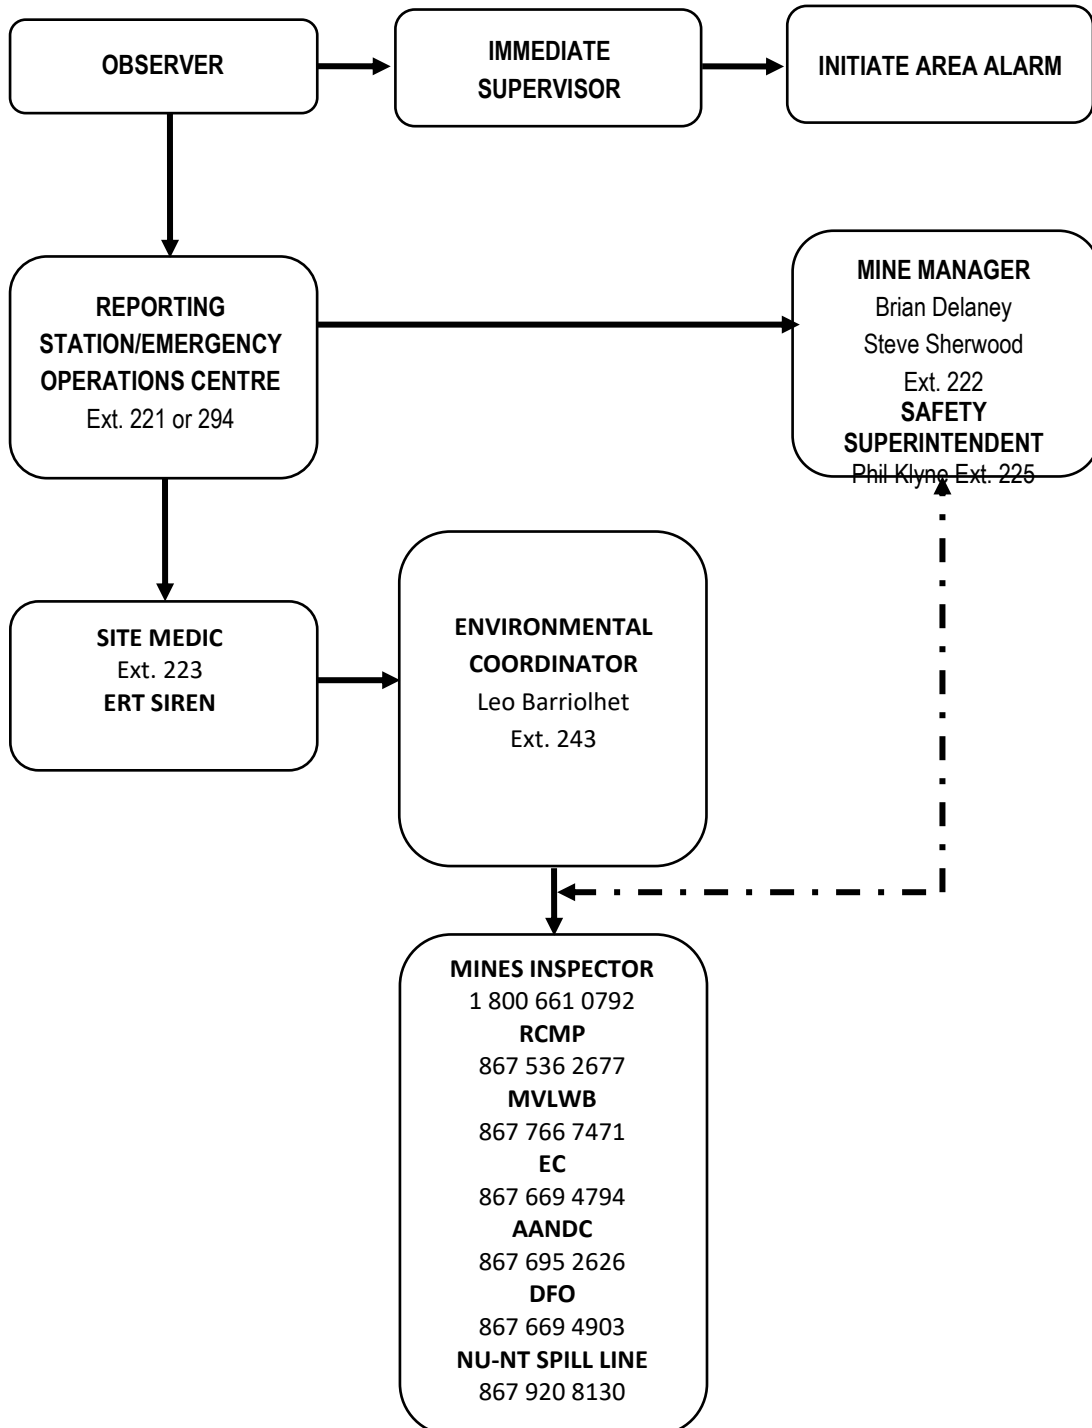 OBSERVER
IMMEDIATE
SUPERVISOR
INITIATE AREA ALARM
REPORTING
STATION/EMERGENCY
OPERATIONS CENTRE
Ext. 221 or 294
MINE MANAGER
Brian Delaney
Steve Sherwood
Ext. 222
SAFETY
SUPERINTENDENT
Phil Klyne Ext. 225
SITE MEDIC
Ext. 223
ERT SIREN
ENVIRONMENTAL
COORDINATOR
Leo Barriolhet
Ext. 243
MINES INSPECTOR
1 800 661 0792
RCMP
867 536 2677
MVLWB
867 766 7471
EC
867 669 4794
AANDC
867 695 2626
DFO
867 669 4903
NU-NT SPILL LINE
867 920 8130